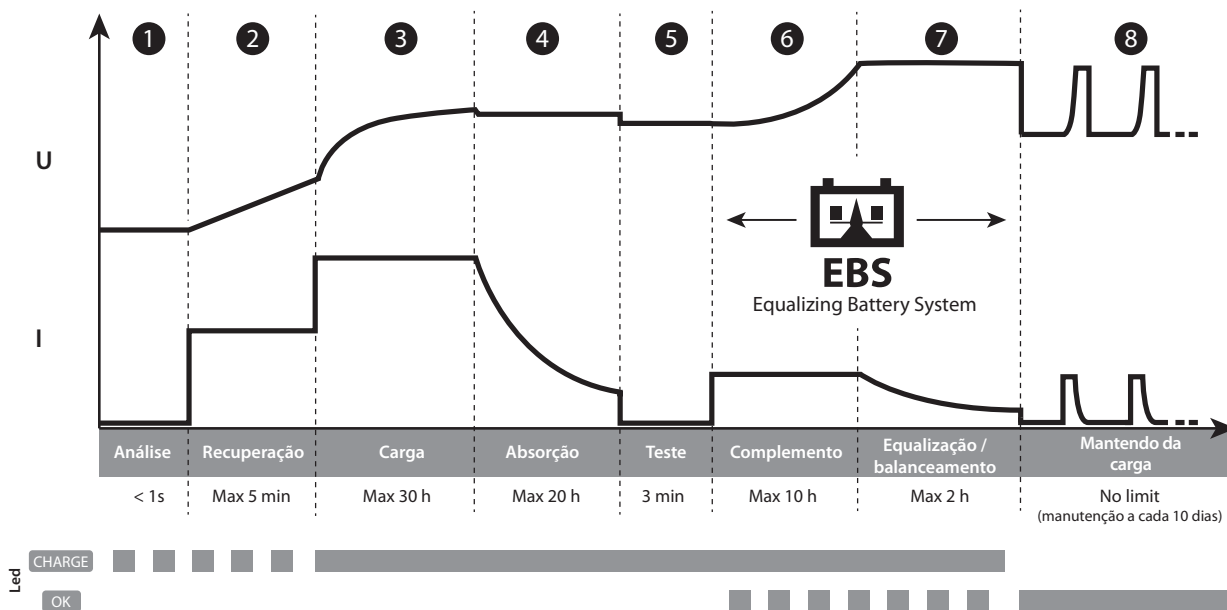 1 2 3 4 5 6 7 8
U
I
EBS
Equalizing Battery System
Análise Recuperação Carga Absorção Teste Complemento Equalização / balanceamento Mantendo da carga
< 1s Max 5 min Max 30 h Max 20 h 3 min Max 10 h Max 2 h No limit
(manutenção a cada 10 dias)
Led
CHARGE
OK